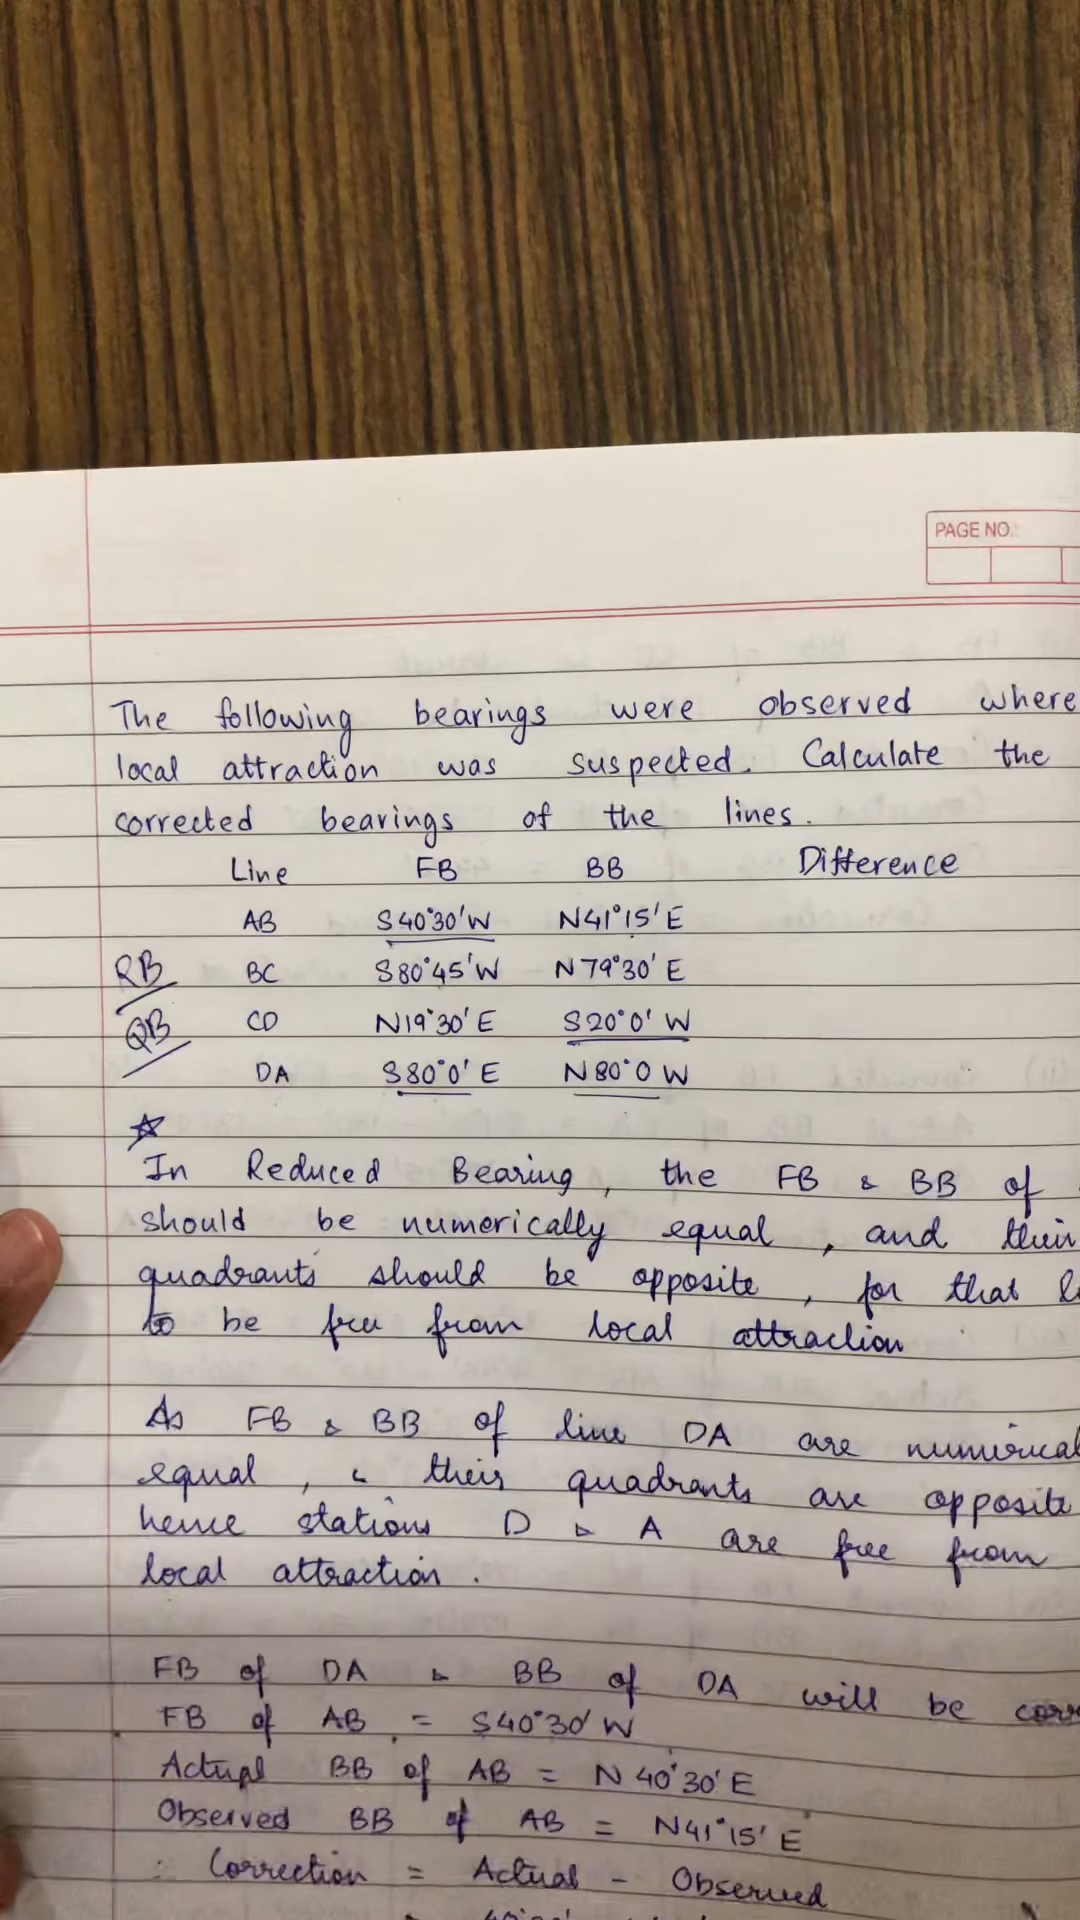 PAGE NO.:
The following bearings were observed where
local attraction was suspected. Calculate the
corrected bearings of the lines.
Line FB BB Difference
AB S40°30'W N41°15'E
RB BC S80°45'W N79°30'E
QB CD N19°30'E S20°0'W
DA S80°0'E N80°0W
In Reduced Bearing, the FB & BB of
should be numerically equal, and their
quadrants should be opposite, for that
to be free from local attraction
As FB & BB of line DA are numerical
equal, & their quadrants are opposite
hence stations D & A are free from
local attraction.
FB of DA & BB of DA will be corr
FB of AB = S40°30'W
Actual BB of AB = N40°30'E
Observed BB of AB = N41°15'E
∴ Correction = Actual - Observed